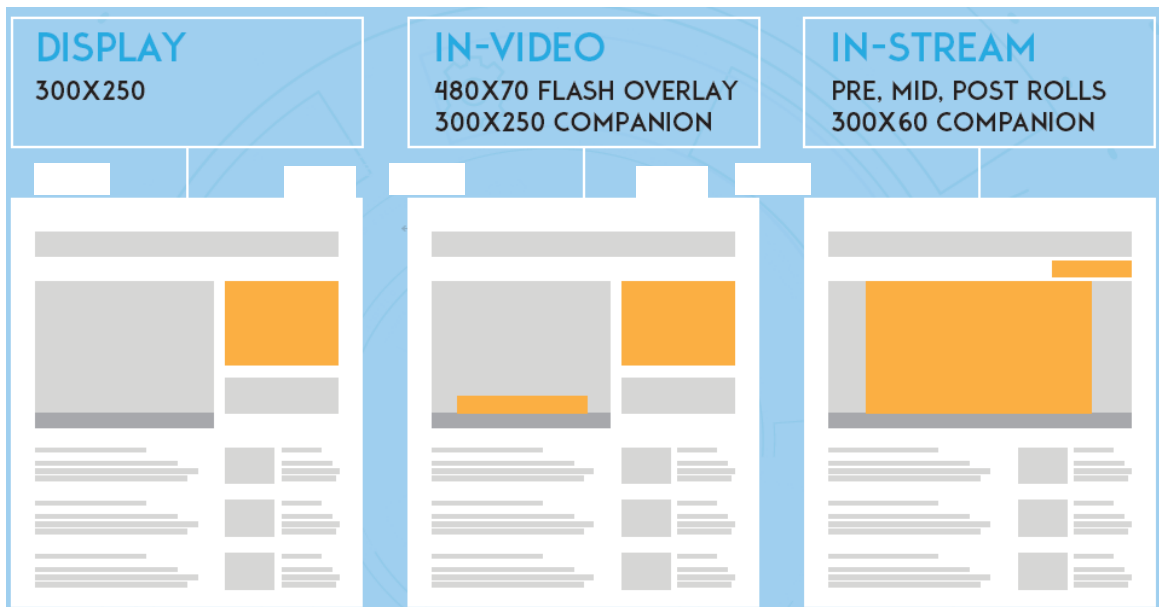 DISPLAY
300X250
IN-VIDEO
480X70 FLASH OVERLAY
300X250 COMPANION
IN-STREAM
PRE, MID, POST ROLLS
300X60 COMPANION